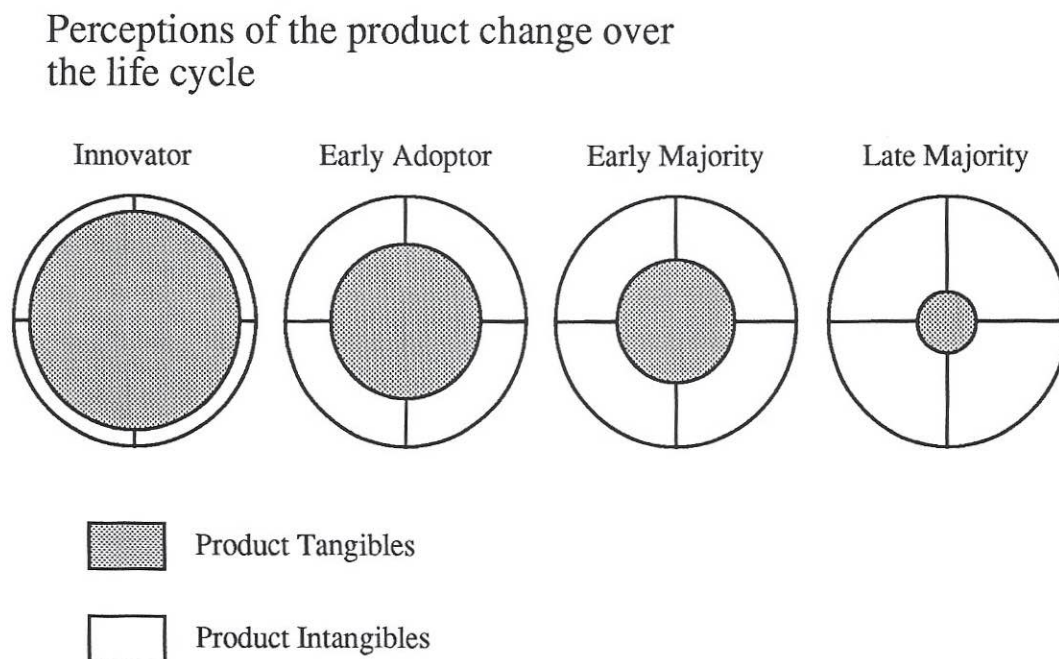 Perceptions of the product change over
the life cycle
Innovator
Early Adoptor
Early Majority
Late Majority
Product Tangibles
Product Intangibles